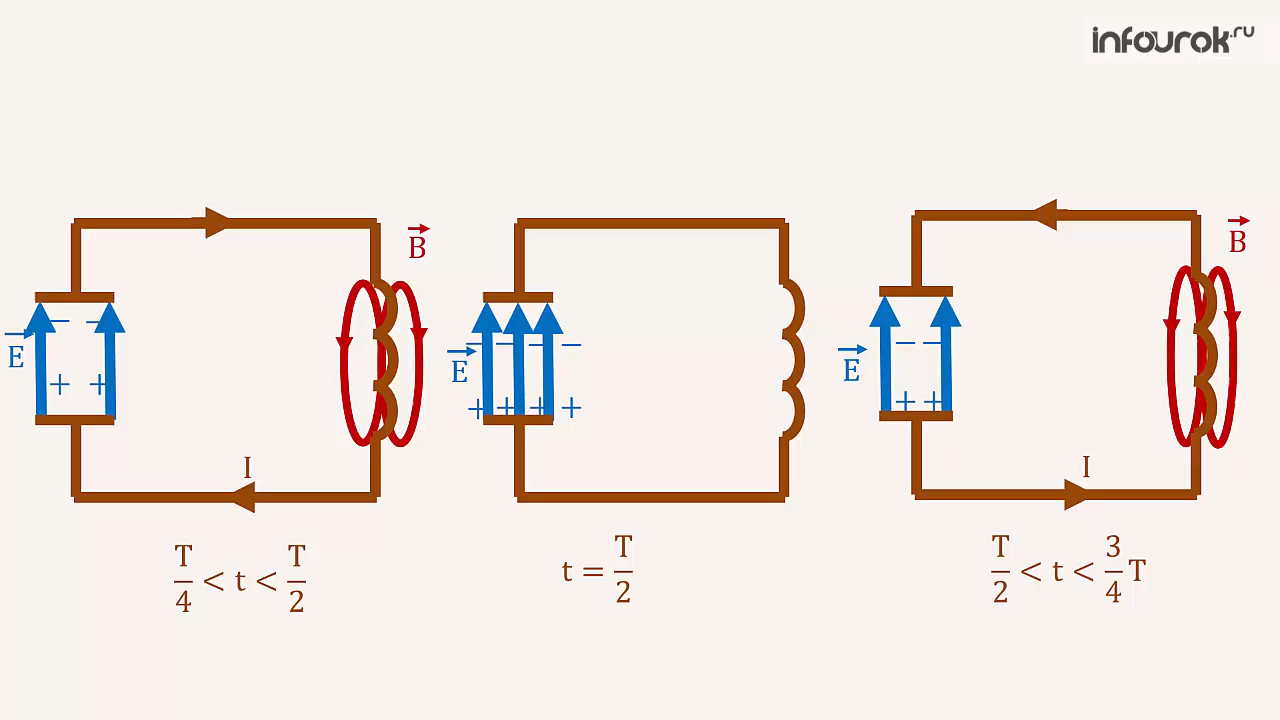 infourok.ru
B
E
− −
+ +
I
T/4 < t < T/2
E
− − − −
+ + + +
t = T/2
B
E
− −
+ +
I
T/2 < t < 3/4 T